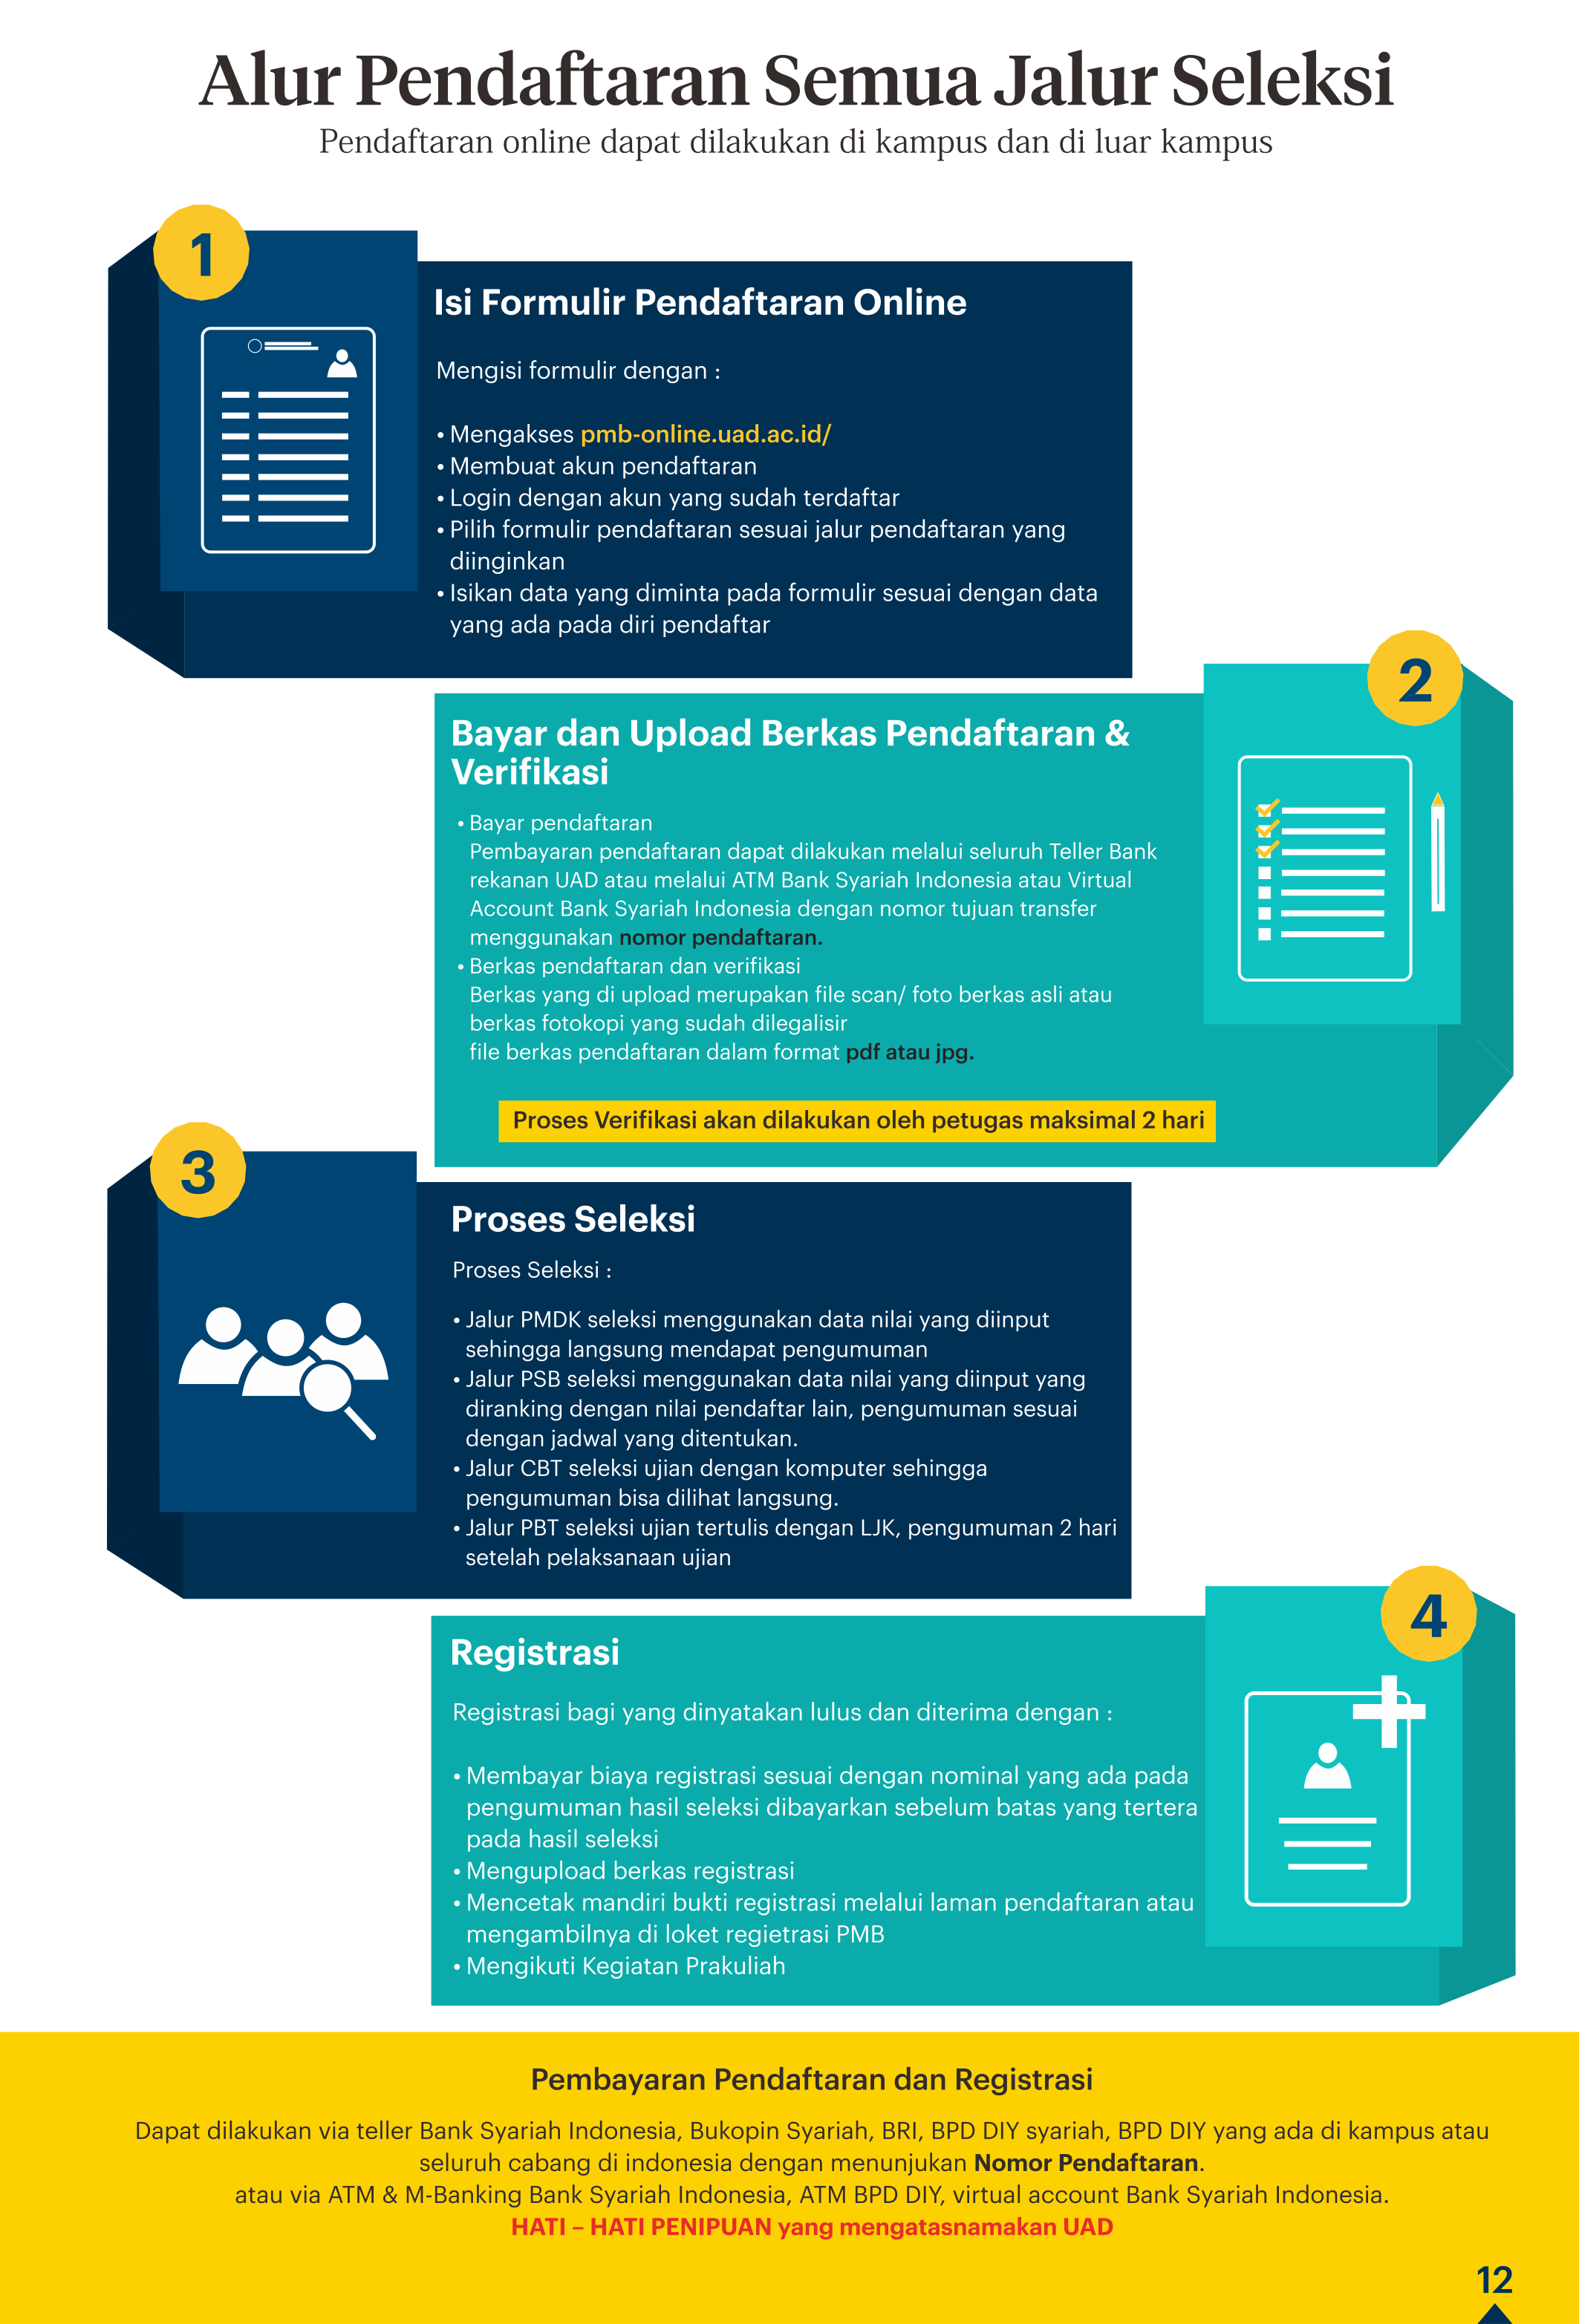 Alur Pendaftaran Semua Jalur Seleksi
Pendaftaran online dapat dilakukan di kampus dan di luar kampus
1
Isi Formulir Pendaftaran Online
Mengisi formulir dengan :
• Mengakses pmb-online.uad.ac.id/
• Membuat akun pendaftaran
• Login dengan akun yang sudah terdaftar
• Pilih formulir pendaftaran sesuai jalur pendaftaran yang
diinginkan
• Isikan data yang diminta pada formulir sesuai dengan data
yang ada pada diri pendaftar
2
Bayar dan Upload Berkas Pendaftaran &
Verifikasi
• Bayar pendaftaran
Pembayaran pendaftaran dapat dilakukan melalui seluruh Teller Bank
rekanan UAD atau melalui ATM Bank Syariah Indonesia atau Virtual
Account Bank Syariah Indonesia dengan nomor tujuan transfer
menggunakan nomor pendaftaran.
• Berkas pendaftaran dan verifikasi
Berkas yang di upload merupakan file scan/ foto berkas asli atau
berkas fotokopi yang sudah dilegalisir
file berkas pendaftaran dalam format pdf atau jpg.
Proses Verifikasi akan dilakukan oleh petugas maksimal 2 hari
3
Proses Seleksi
Proses Seleksi :
• Jalur PMDK seleksi menggunakan data nilai yang diinput
sehingga langsung mendapat pengumuman
• Jalur PSB seleksi menggunakan data nilai yang diinput yang
diranking dengan nilai pendaftar lain, pengumuman sesuai
dengan jadwal yang ditentukan.
• Jalur CBT seleksi ujian dengan komputer sehingga
pengumuman bisa dilihat langsung.
• Jalur PBT seleksi ujian tertulis dengan LJK, pengumuman 2 hari
setelah pelaksanaan ujian
4
Registrasi
Registrasi bagi yang dinyatakan lulus dan diterima dengan :
• Membayar biaya registrasi sesuai dengan nominal yang ada pada
pengumuman hasil seleksi dibayarkan sebelum batas yang tertera
pada hasil seleksi
• Mengupload berkas registrasi
• Mencetak mandiri bukti registrasi melalui laman pendaftaran atau
mengambilnya di loket regietrasi PMB
• Mengikuti Kegiatan Prakuliah
Pembayaran Pendaftaran dan Registrasi
Dapat dilakukan via teller Bank Syariah Indonesia, Bukopin Syariah, BRI, BPD DIY syariah, BPD DIY yang ada di kampus atau
seluruh cabang di indonesia dengan menunjukan Nomor Pendaftaran.
atau via ATM & M-Banking Bank Syariah Indonesia, ATM BPD DIY, virtual account Bank Syariah Indonesia.
HATI – HATI PENIPUAN yang mengatasnamakan UAD
12